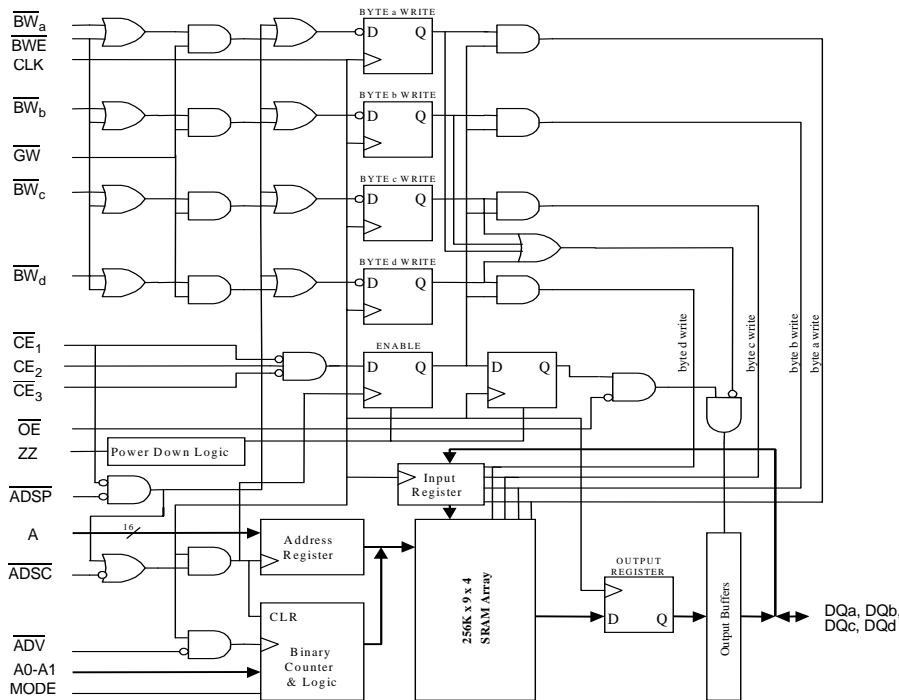 BWa
BYTE a WRITE
BWE
D Q
CLK
BYTE b WRITE
BWb
D Q
GW
BYTE c WRITE
BWc
D Q
BYTE d WRITE
BWd
D Q
CE1
ENABLE
CE2
D Q
D Q
CE3
byte d write
byte c write
byte b write
byte a write
OE
ZZ
Power Down Logic
Input
Register
ADSP
A
16
Address
Register
ADSC
OUTPUT
REGISTER
D Q
256K x 9 x 4
SRAM Array
Output Buffers
DQa, DQb,
DQc, DQd
CLR
Binary
Counter
& Logic
ADV
A0-A1
MODE